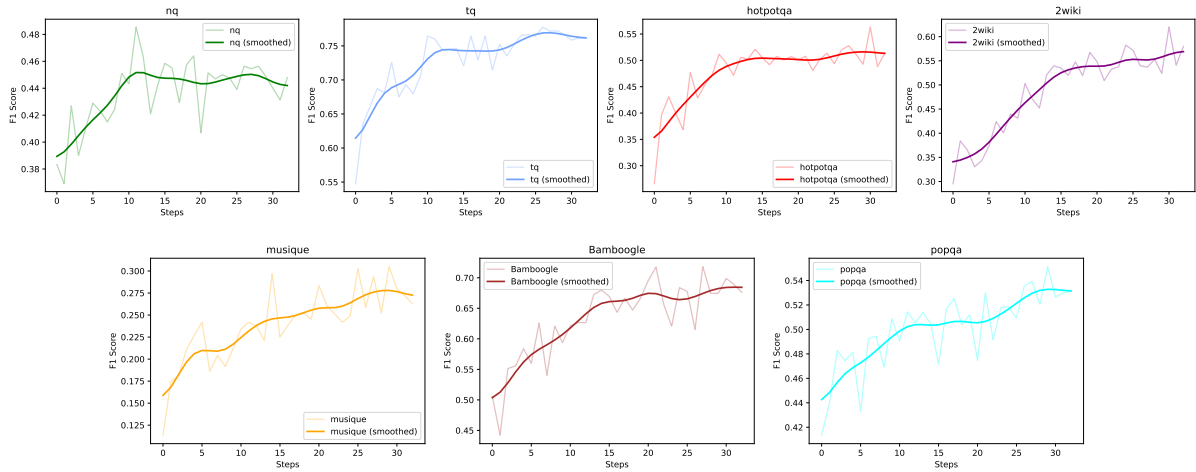 nq
F1 Score
0.48
0.46
0.44
0.42
0.40
0.38
nq
nq (smoothed)
0 5 10 15 20 25 30
Steps
tq
F1 Score
0.75
0.70
0.65
0.60
0.55
tq
tq (smoothed)
0 5 10 15 20 25 30
Steps
hotpotqa
F1 Score
0.55
0.50
0.45
0.40
0.35
0.30
hotpotqa
hotpotqa (smoothed)
0 5 10 15 20 25 30
Steps
2wiki
F1 Score
0.60
0.55
0.50
0.45
0.40
0.35
0.30
2wiki
2wiki (smoothed)
0 5 10 15 20 25 30
Steps
musique
F1 Score
0.300
0.275
0.250
0.225
0.200
0.175
0.150
0.125
musique
musique (smoothed)
0 5 10 15 20 25 30
Steps
Bamboogle
F1 Score
0.70
0.65
0.60
0.55
0.50
0.45
Bamboogle
Bamboogle (smoothed)
0 5 10 15 20 25 30
Steps
popqa
F1 Score
0.54
0.52
0.50
0.48
0.46
0.44
0.42
popqa
popqa (smoothed)
0 5 10 15 20 25 30
Steps